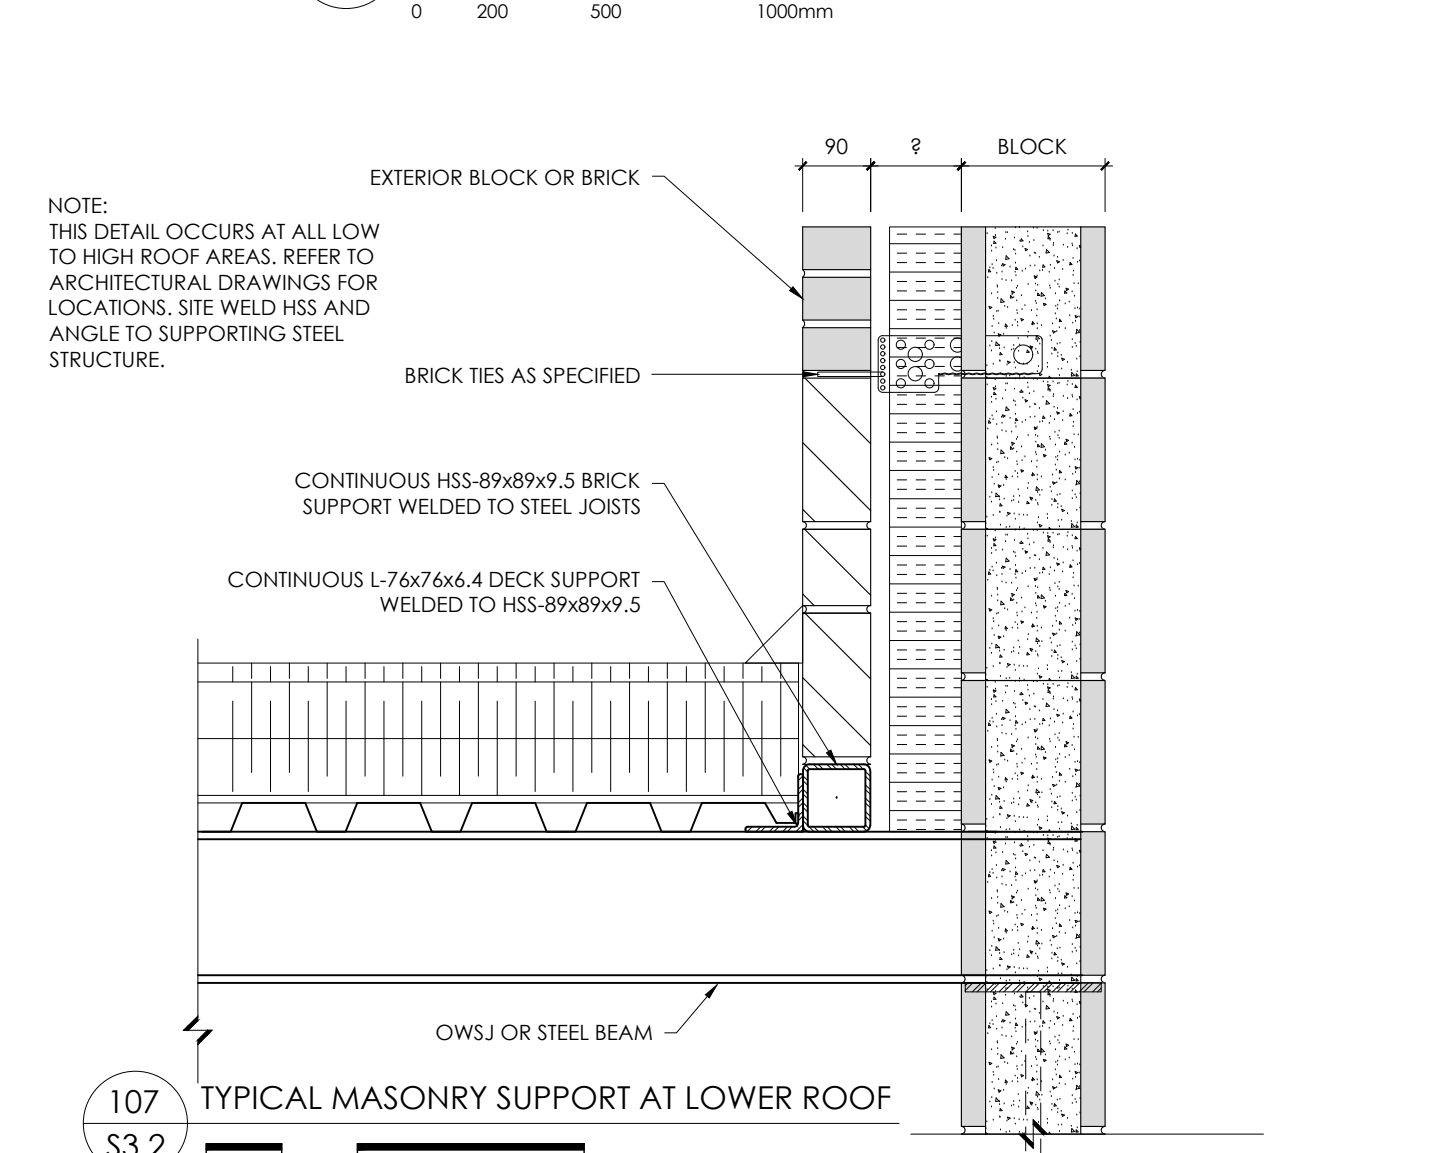 0 200 500 1000mm
90 ? BLOCK
EXTERIOR BLOCK OR BRICK
NOTE:
THIS DETAIL OCCURS AT ALL LOW
TO HIGH ROOF AREAS. REFER TO
ARCHITECTURAL DRAWINGS FOR
LOCATIONS. SITE WELD HSS AND
ANGLE TO SUPPORTING STEEL
STRUCTURE.
BRICK TIES AS SPECIFIED
CONTINUOUS HSS-89x89x9.5 BRICK
SUPPORT WELDED TO STEEL JOISTS
CONTINUOUS L-76x76x6.4 DECK SUPPORT
WELDED TO HSS-89x89x9.5
OWSJ OR STEEL BEAM
107
TYPICAL MASONRY SUPPORT AT LOWER ROOF
S3.2